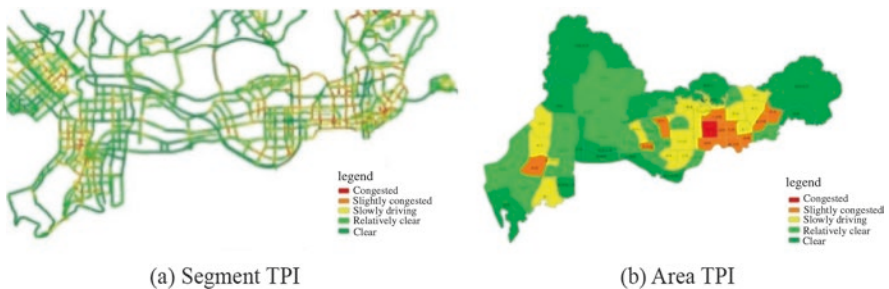 legend
Congested
Slightly congested
Slowly driving
Relatively clear
Clear
(a) Segment TPI
legend
Congested
Slightly congested
Slowly driving
Relatively clear
Clear
(b) Area TPI